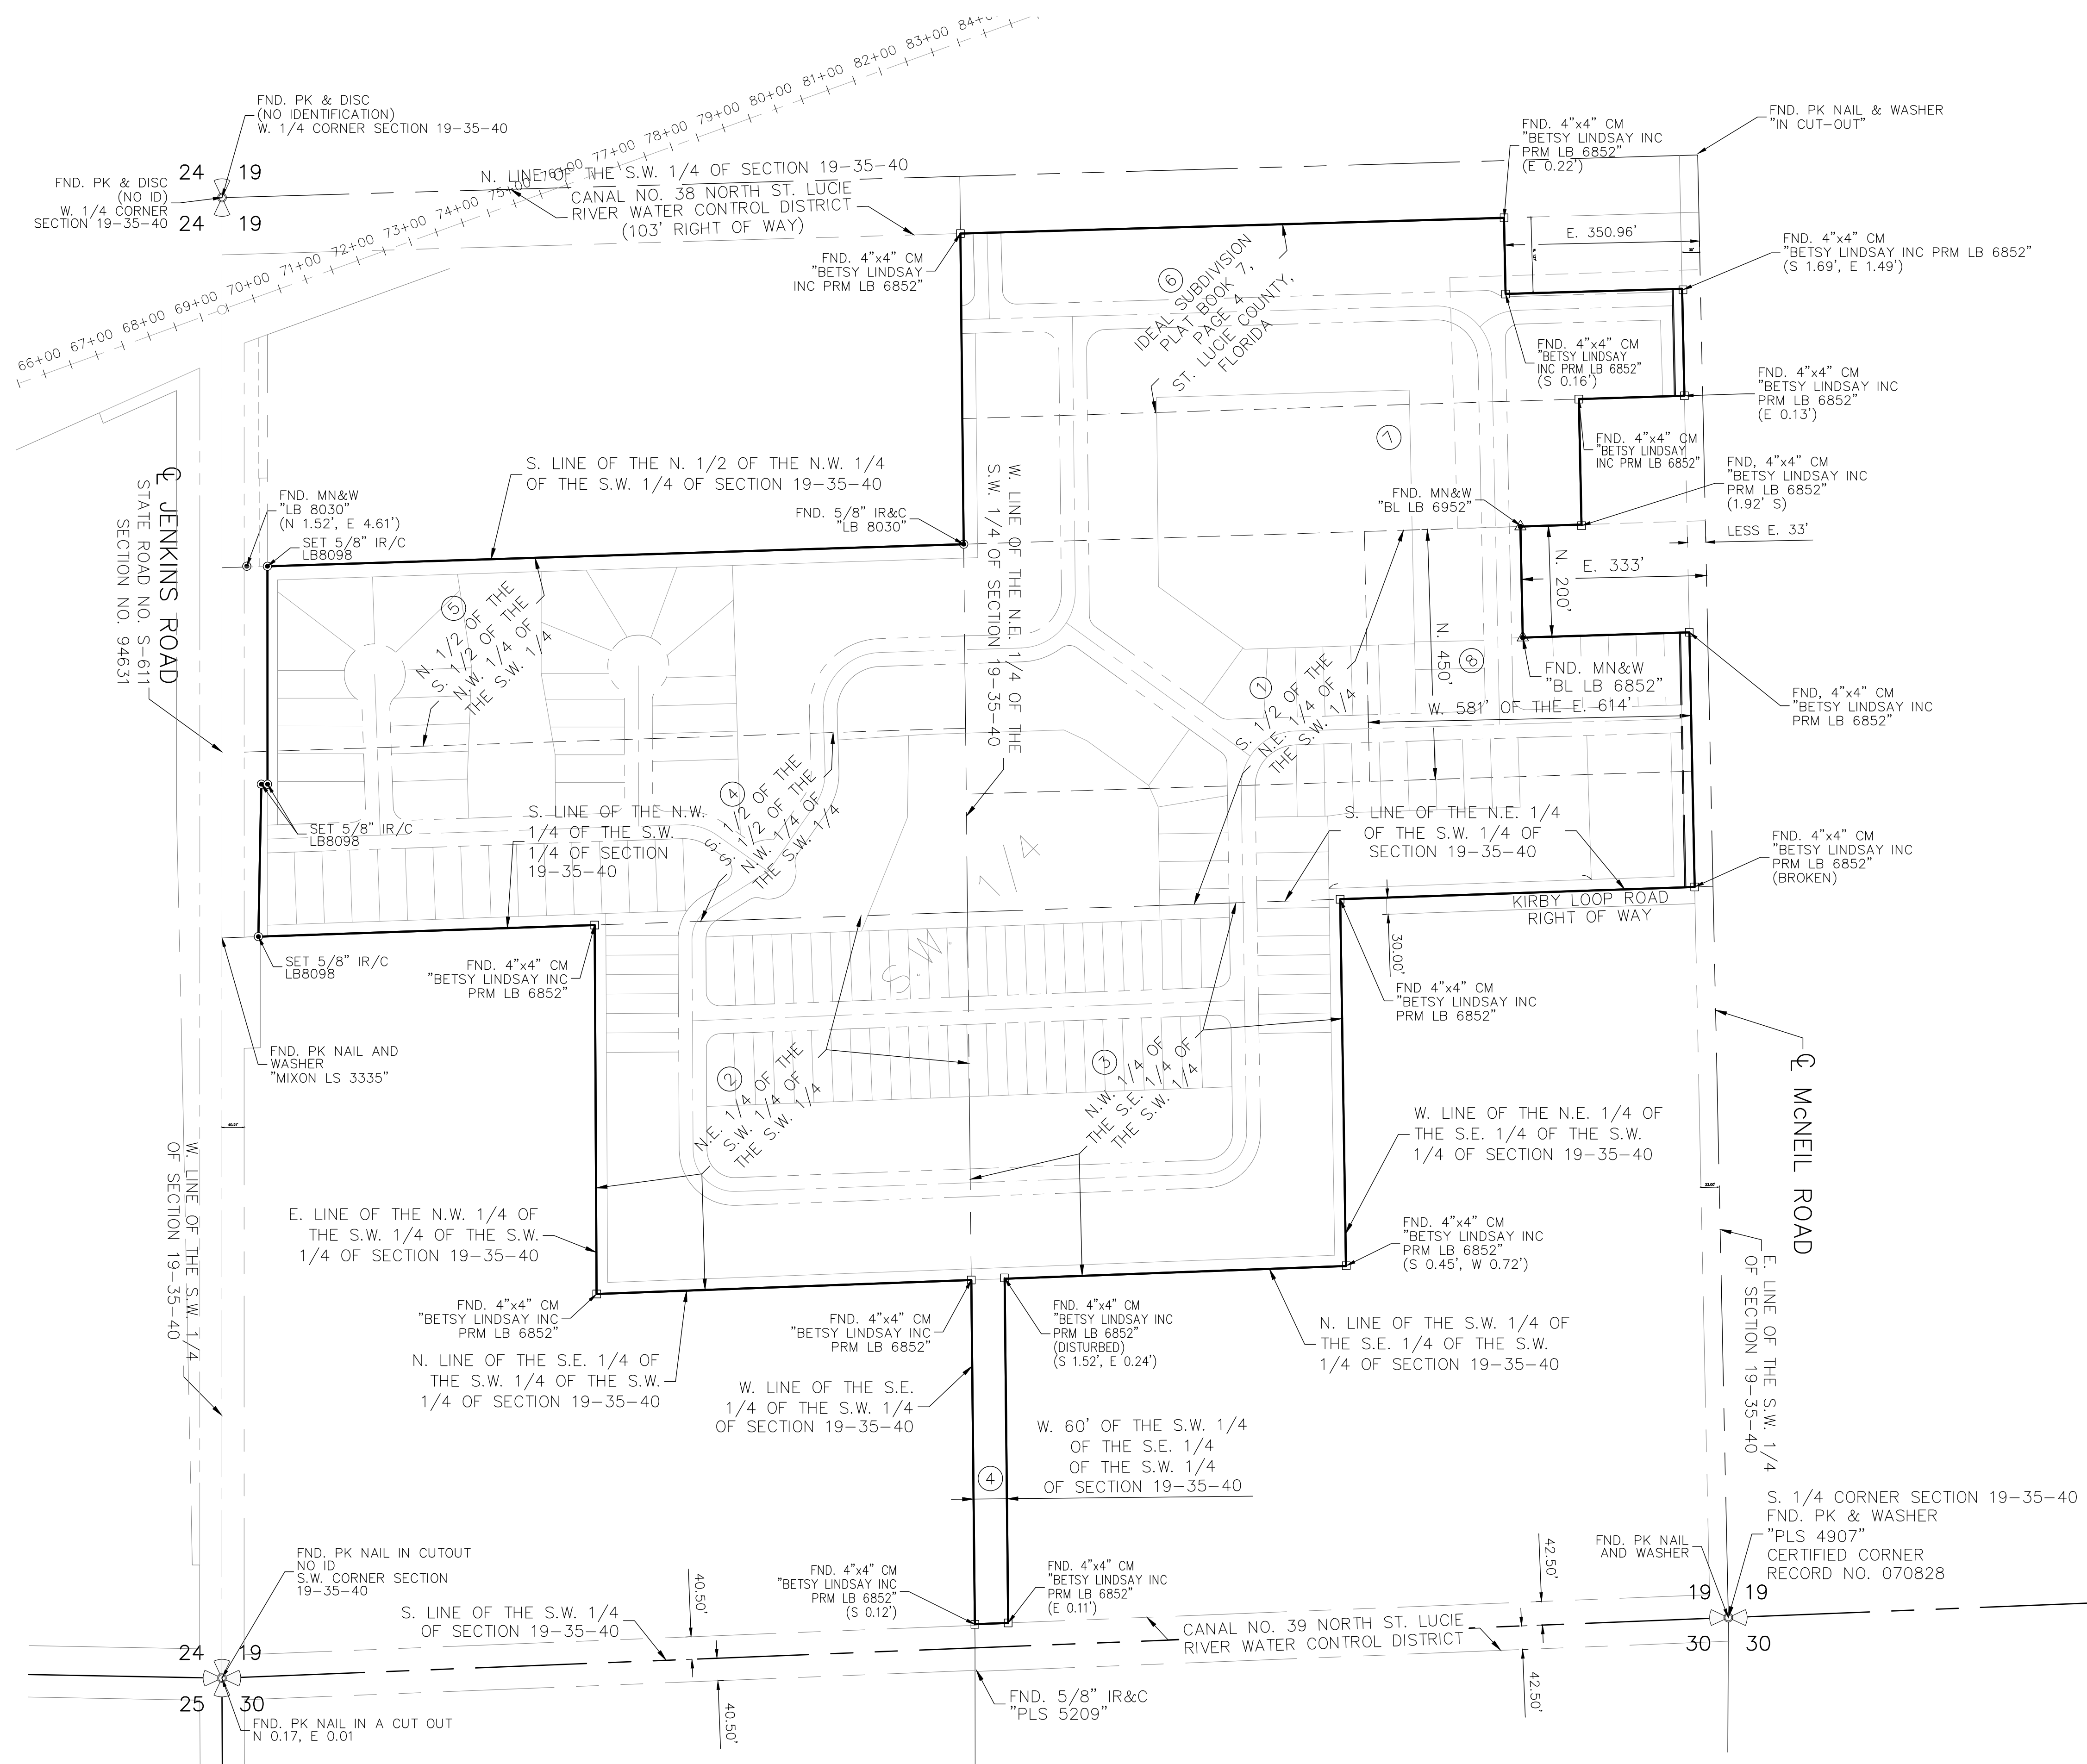 66+00 67+00 68+00 69+00 70+00 71+00 72+00 73+00 74+00 75+00 76+00 77+00 78+00 79+00 80+00 81+00 82+00 83+00
FND. PK & DISC
(NO IDENTIFICATION)
W. 1/4 CORNER SECTION 19-35-40
24 19
FND. PK & DISC
(NO ID)
W. 1/4 CORNER
SECTION 19-35-40
24 19
N. LINE OF THE S.W. 1/4 OF SECTION 19-35-40
CANAL NO. 38 NORTH ST. LUCIE
RIVER WATER CONTROL DISTRICT
(103' RIGHT OF WAY)
FND. 4"x4" CM
"BETSY LINDSAY
INC PRM LB 6852"
FND. 4"x4" CM
"BETSY LINDSAY INC
PRM LB 6852"
(E 0.22')
FND. PK NAIL & WASHER
"IN CUT-OUT"
E. 350.96'
FND. 4"x4" CM
"BETSY LINDSAY INC PRM LB 6852"
(S 1.69', E 1.49')
6
IDEAL SUBDIVISION
PLAT BOOK 7,
PAGE 4
ST. LUCIE COUNTY,
FLORIDA
FND. 4"x4" CM
"BETSY LINDSAY
INC PRM LB 6852"
(S 0.16')
FND. 4"x4" CM
"BETSY LINDSAY INC
PRM LB 6852"
(E 0.13')
7
FND. 4"x4" CM
"BETSY LINDSAY
INC PRM LB 6852"
FND, 4"x4" CM
"BETSY LINDSAY INC
PRM LB 6852"
(1.92' S)
FND. MN&W
"BL LB 6952"
LESS E. 33'
E. 333'
N. 200'
N. 450'
8
FND. MN&W
"BL LB 6852"
W. 581' OF THE E. 614'
FND, 4"x4" CM
"BETSY LINDSAY INC
PRM LB 6852"
S. LINE OF THE N. 1/2 OF THE N.W. 1/4
OF THE S.W. 1/4 OF SECTION 19-35-40
FND. 5/8" IR&C
"LB 8030"
W. LINE OF THE N.E. 1/4 OF THE
S.W. 1/4 OF SECTION 19-35-40
FND. MN&W
"LB 8030"
(N 1.52', E 4.61')
SET 5/8" IR/C
LB8098
℄ JENKINS ROAD
STATE ROAD NO. S-611
SECTION NO. 94631
5
N. 1/2 OF THE
S. 1/2 OF THE
N.W. 1/4 OF
THE S.W. 1/4
4
S. 1/2 OF THE
S. 1/2 OF THE
N.W. 1/4 OF
THE S.W. 1/4
1
S. 1/2 OF THE
N.E. 1/4 OF
THE S.W. 1/4
SET 5/8" IR/C
LB8098
S. LINE OF THE N.W.
1/4 OF THE S.W.
1/4 OF SECTION
19-35-40
S. LINE OF THE N.E. 1/4
OF THE S.W. 1/4 OF
SECTION 19-35-40
FND. 4"x4" CM
"BETSY LINDSAY INC
PRM LB 6852"
(BROKEN)
KIRBY LOOP ROAD
RIGHT OF WAY
30.00'
S.W. 1/4
SET 5/8" IR/C
LB8098
FND. 4"x4" CM
"BETSY LINDSAY INC
PRM LB 6852"
FND 4"x4" CM
"BETSY LINDSAY INC
PRM LB 6852"
FND. PK NAIL AND
WASHER
"MIXON LS 3335"
℄ McNEIL ROAD
2
N.E. 1/4 OF THE
S.W. 1/4 OF
THE S.W. 1/4
3
N.W. 1/4 OF
THE S.E. 1/4 OF
THE S.W. 1/4
W. LINE OF THE N.E. 1/4 OF
THE S.E. 1/4 OF THE S.W.
1/4 OF SECTION 19-35-40
40.21'
33.00'
W. LINE OF THE S.W. 1/4
OF SECTION 19-35-40
E. LINE OF THE N.W. 1/4 OF
THE S.W. 1/4 OF THE S.W.
1/4 OF SECTION 19-35-40
FND. 4"x4" CM
"BETSY LINDSAY INC
PRM LB 6852"
(S 0.45', W 0.72')
E. LINE OF THE S.W. 1/4
OF SECTION 19-35-40
FND. 4"x4" CM
"BETSY LINDSAY INC
PRM LB 6852"
FND. 4"x4" CM
"BETSY LINDSAY INC
PRM LB 6852"
FND. 4"x4" CM
"BETSY LINDSAY INC
PRM LB 6852"
(DISTURBED)
(S 1.52', E 0.24')
N. LINE OF THE S.W. 1/4 OF
THE S.E. 1/4 OF THE S.W.
1/4 OF SECTION 19-35-40
N. LINE OF THE S.E. 1/4 OF
THE S.W. 1/4 OF THE S.W.
1/4 OF SECTION 19-35-40
W. LINE OF THE S.E.
1/4 OF THE S.W. 1/4
OF SECTION 19-35-40
W. 60' OF THE S.W. 1/4
OF THE S.E. 1/4
OF THE S.W. 1/4
OF SECTION 19-35-40
4
S. 1/4 CORNER SECTION 19-35-40
FND. PK & WASHER
"PLS 4907"
CERTIFIED CORNER
RECORD NO. 070828
FND. PK NAIL
AND WASHER
42.50'
FND. PK NAIL IN CUTOUT
NO ID
S.W. CORNER SECTION
19-35-40
40.50'
FND. 4"x4" CM
"BETSY LINDSAY INC
PRM LB 6852"
(S 0.12')
FND. 4"x4" CM
"BETSY LINDSAY INC
PRM LB 6852"
(E 0.11')
19 19
S. LINE OF THE S.W. 1/4
OF SECTION 19-35-40
CANAL NO. 39 NORTH ST. LUCIE
RIVER WATER CONTROL DISTRICT
30 30
24 19
25 30
FND. PK NAIL IN A CUT OUT
N 0.17, E 0.01
40.50'
FND. 5/8" IR&C
"PLS 5209"
42.50'